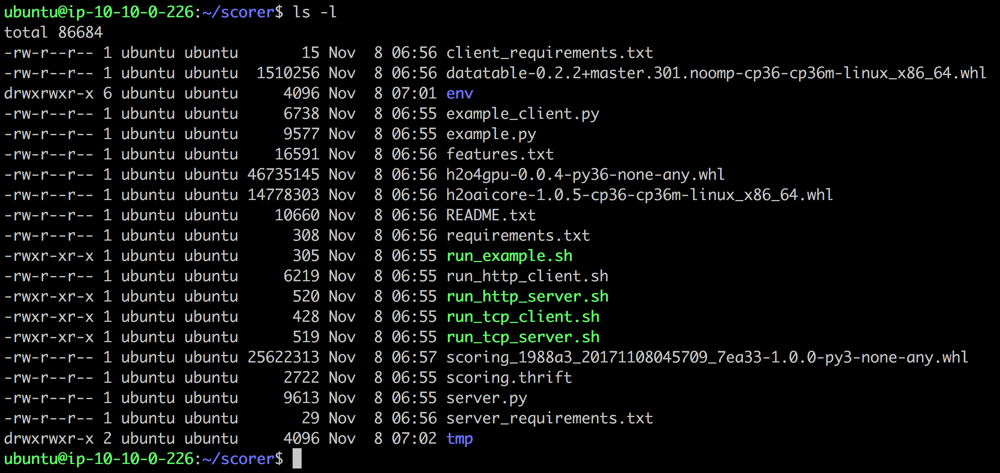 ubuntu@ip-10-10-0-226:~/scorer$ ls -l
total 86684
-rw-r--r-- 1 ubuntu ubuntu       15 Nov  8 06:56 client_requirements.txt
-rw-r--r-- 1 ubuntu ubuntu  1510256 Nov  8 06:56 datatable-0.2.2+master.301.noomp-cp36-cp36m-linux_x86_64.whl
drwxrwxr-x 6 ubuntu ubuntu     4096 Nov  8 07:01 env
-rw-r--r-- 1 ubuntu ubuntu     6738 Nov  8 06:55 example_client.py
-rw-r--r-- 1 ubuntu ubuntu     9577 Nov  8 06:55 example.py
-rw-r--r-- 1 ubuntu ubuntu    16591 Nov  8 06:56 features.txt
-rw-r--r-- 1 ubuntu ubuntu 46735145 Nov  8 06:56 h2o4gpu-0.0.4-py36-none-any.whl
-rw-r--r-- 1 ubuntu ubuntu 14778303 Nov  8 06:56 h2oaicore-1.0.5-cp36-cp36m-linux_x86_64.whl
-rw-r--r-- 1 ubuntu ubuntu    10660 Nov  8 06:56 README.txt
-rw-r--r-- 1 ubuntu ubuntu      308 Nov  8 06:56 requirements.txt
-rwxr-xr-x 1 ubuntu ubuntu      305 Nov  8 06:55 run_example.sh
-rw-r--r-- 1 ubuntu ubuntu     6219 Nov  8 06:55 run_http_client.sh
-rwxr-xr-x 1 ubuntu ubuntu      520 Nov  8 06:55 run_http_server.sh
-rwxr-xr-x 1 ubuntu ubuntu      428 Nov  8 06:55 run_tcp_client.sh
-rwxr-xr-x 1 ubuntu ubuntu      519 Nov  8 06:55 run_tcp_server.sh
-rw-r--r-- 1 ubuntu ubuntu 25622313 Nov  8 06:57 scoring_1988a3_20171108045709_7ea33-1.0.0-py3-none-any.whl
-rw-r--r-- 1 ubuntu ubuntu     2722 Nov  8 06:55 scoring.thrift
-rw-r--r-- 1 ubuntu ubuntu     9613 Nov  8 06:55 server.py
-rw-r--r-- 1 ubuntu ubuntu       29 Nov  8 06:56 server_requirements.txt
drwxrwxr-x 2 ubuntu ubuntu     4096 Nov  8 07:02 tmp
ubuntu@ip-10-10-0-226:~/scorer$